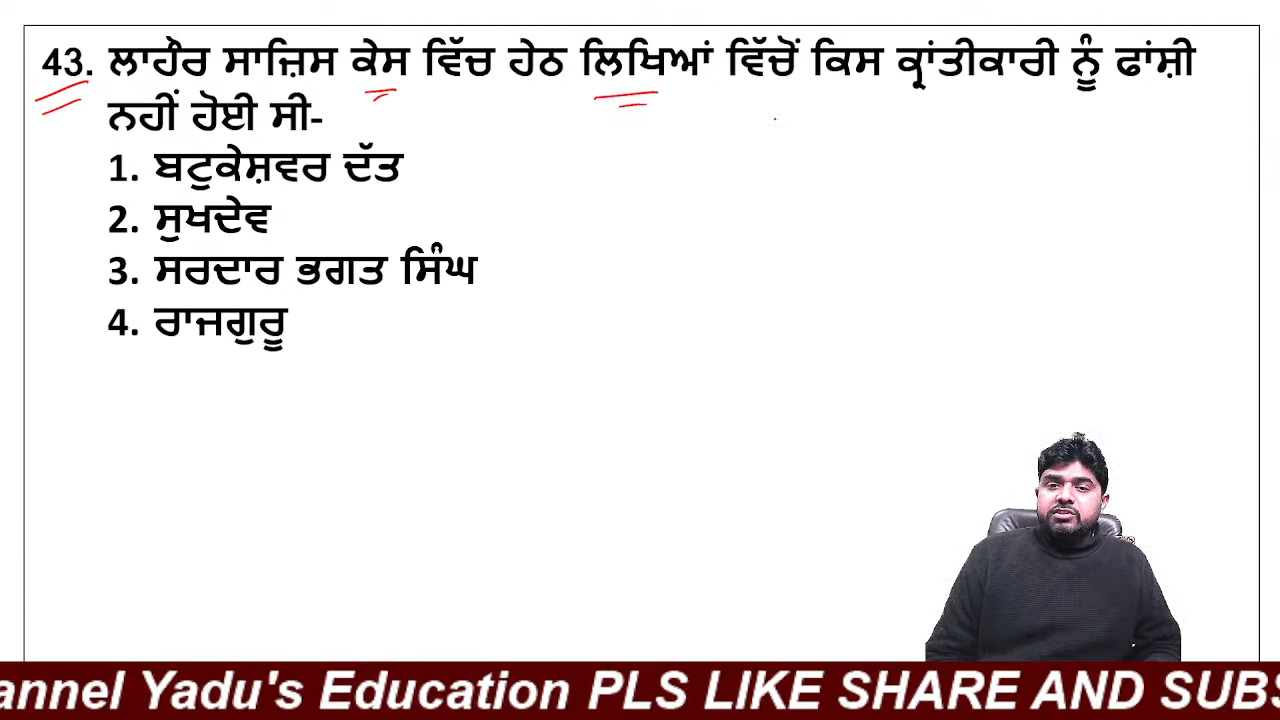 43. ਲਾਹੌਰ ਸਾਜ਼ਿਸ ਕੇਸ ਵਿੱਚ ਹੇਠ ਲਿਖਿਆਂ ਵਿੱਚੋਂ ਕਿਸ ਕ੍ਰਾਂਤੀਕਾਰੀ ਨੂੰ ਫਾਂਸ਼ੀ
ਨਹੀਂ ਹੋਈ ਸੀ-
1. ਬਟੁਕੇਸ਼ਵਰ ਦੱਤ
2. ਸੁਖਦੇਵ
3. ਸਰਦਾਰ ਭਗਤ ਸਿੰਘ
4. ਰਾਜਗੁਰੂ
annel Yadu's Education PLS LIKE SHARE AND SUBS